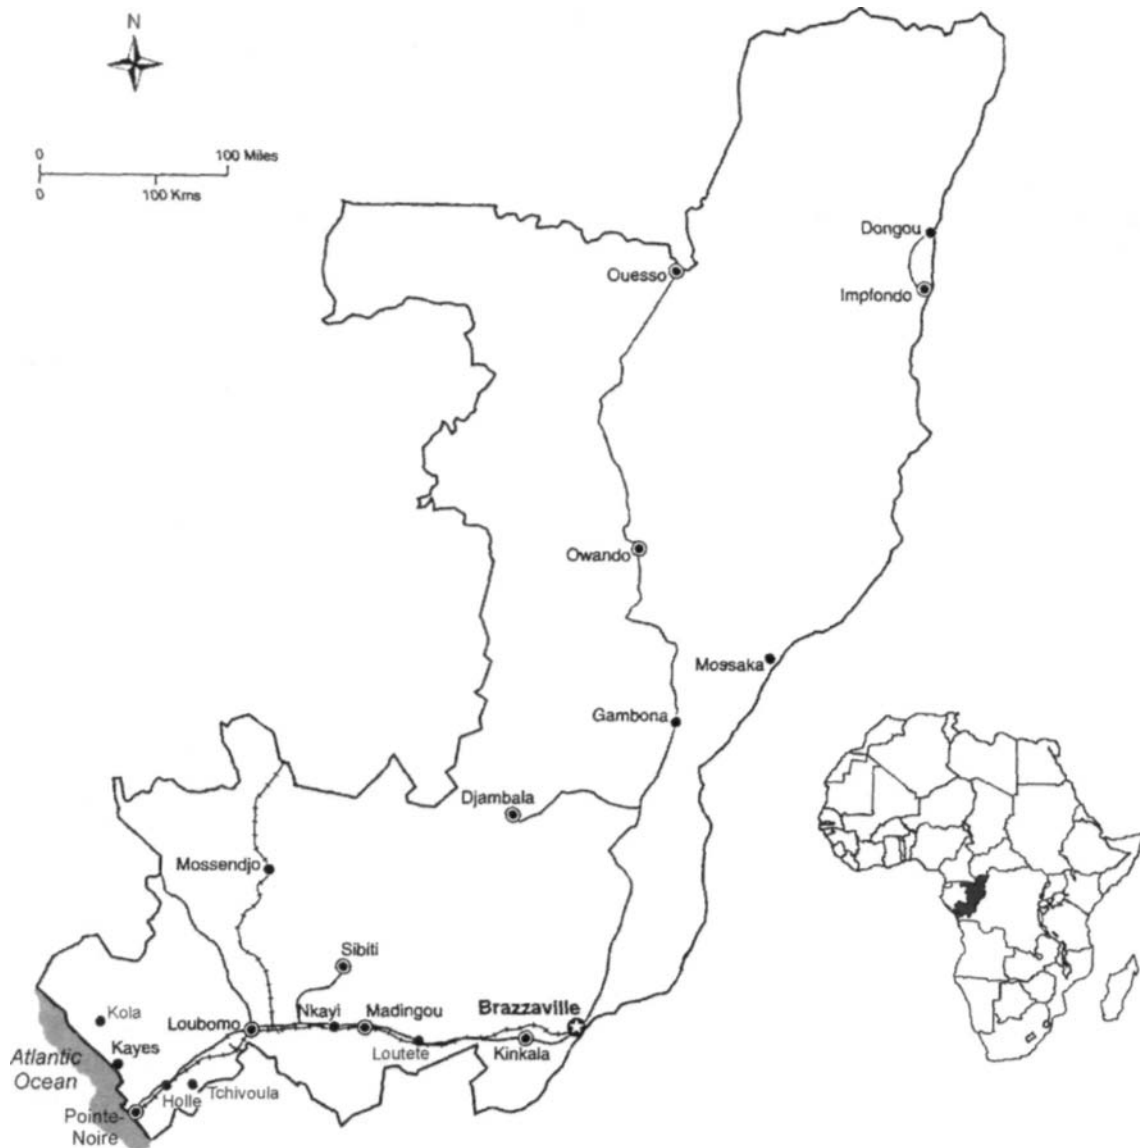 N
0 100 Miles
0 100 Kms
Dongou
Ouesso
Impfondo
Owando
Mossaka
Gambona
Djambala
Mossendjo
Sibiti
Kola
Loubomo
Nkayi
Madingou
Brazzaville
Kayes
Loutete
Kinkala
Atlantic
Ocean
Holle
Tchivoula
Pointe-
Noire